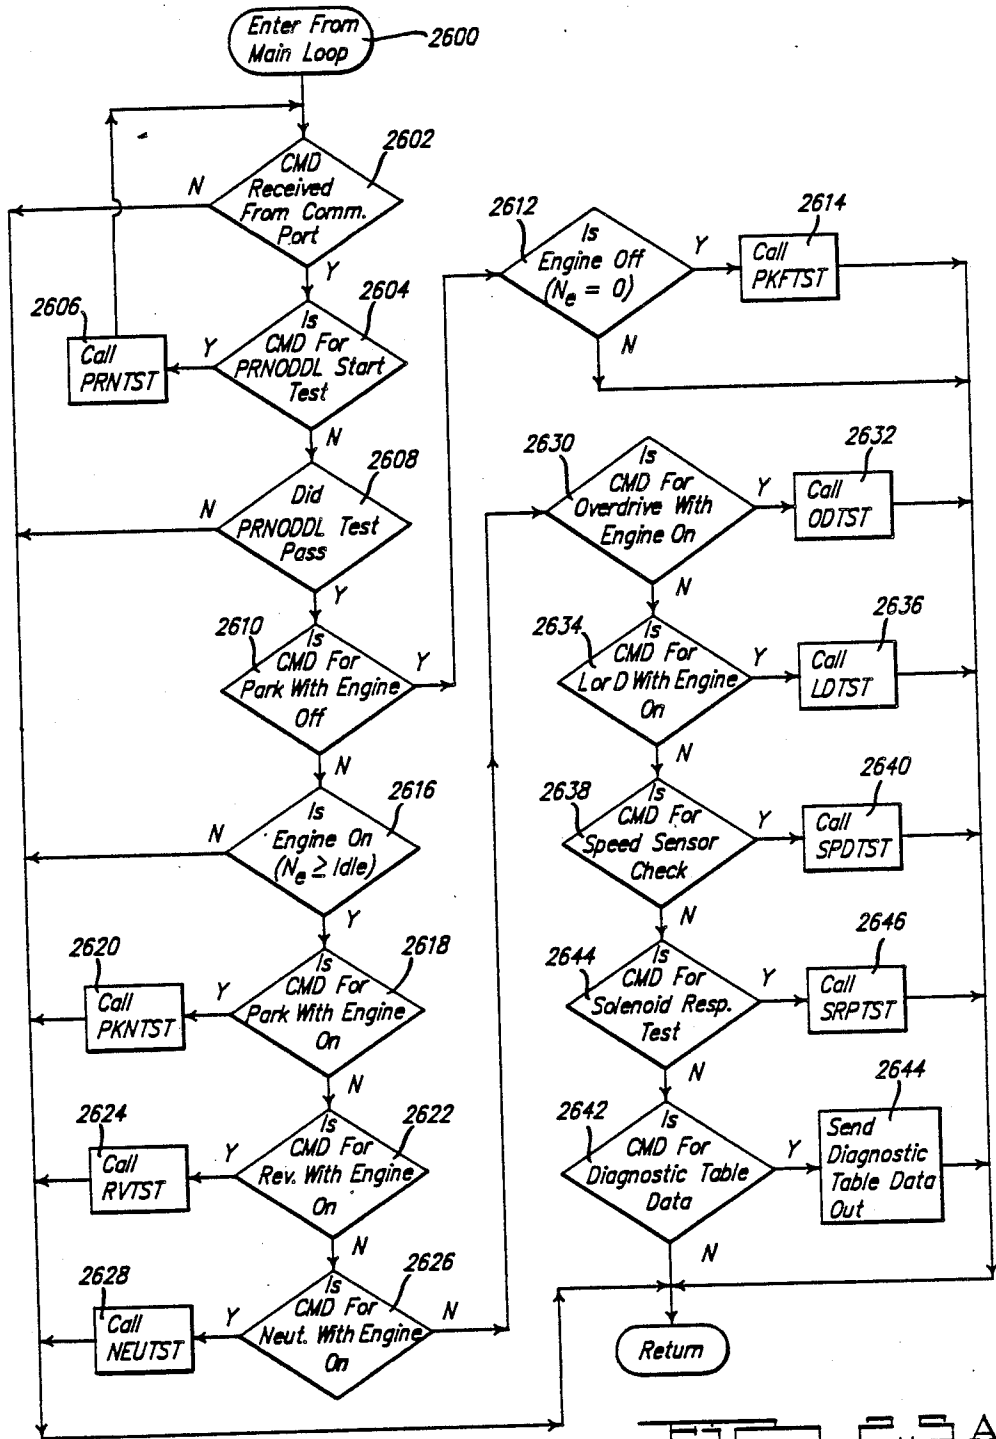 Enter From
Main Loop
2600
CMD
Received
From Comm.
Port
2602
N
Y
Is
CMD For
PRNODDL Start
Test
2604
Y
N
2606
Call
PRNTST
Did
PRNODDL Test
Pass
2608
N
Y
2610
Is
CMD For
Park With Engine
Off
Y
N
2612
Is
Engine Off
(Ne = 0)
Y
N
2614
Call
PKFTST
Is
Engine On
(Ne ≥ Idle)
2616
N
Y
Is
CMD For
Park With Engine
On
2618
Y
N
2620
Call
PKNTST
Is
CMD For
Rev. With Engine
On
2622
Y
N
2624
Call
RVTST
Is
CMD For
Neut. With Engine
On
2626
Y
N
2628
Call
NEUTST
2630
Is
CMD For
Overdrive With
Engine On
Y
N
2632
Call
ODTST
2634
Is
CMD For
L or D With Engine
On
Y
N
2636
Call
LDTST
2638
Is
CMD For
Speed Sensor
Check
Y
N
2640
Call
SPDTST
2644
Is
CMD For
Solenoid Resp.
Test
Y
N
2646
Call
SRPTST
2642
Is
CMD For
Diagnostic Table
Data
Y
N
2644
Send
Diagnostic
Table Data
Out
Return